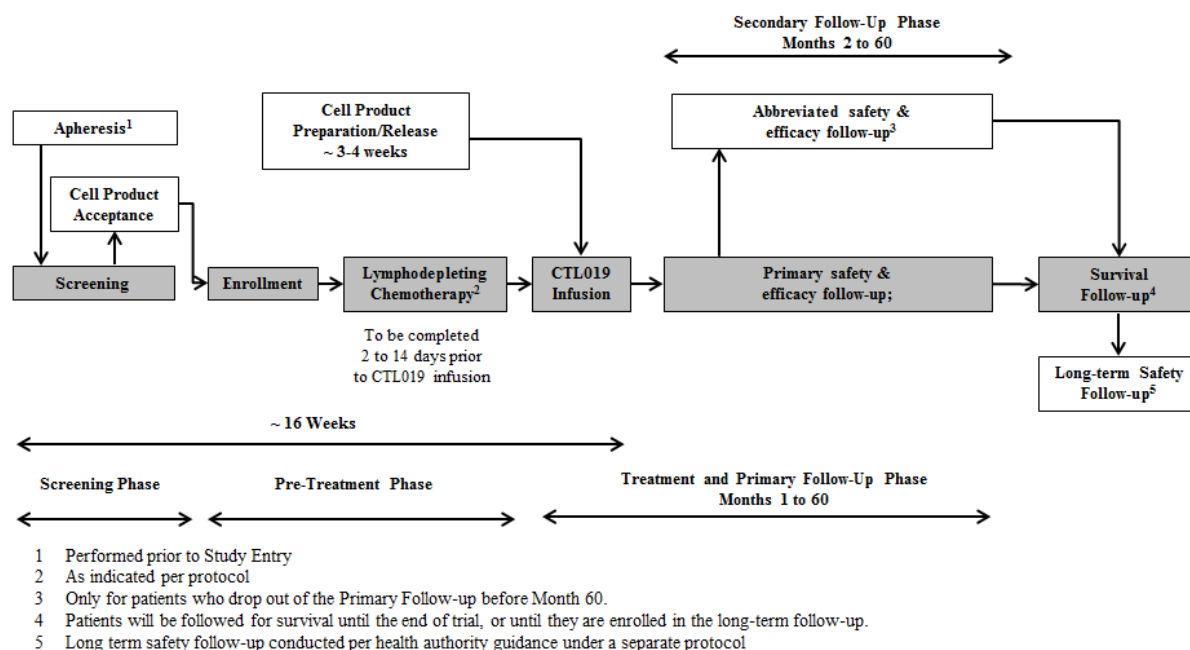 Secondary Follow-Up Phase
Months 2 to 60
Apheresis1
Cell Product
Preparation/Release
~ 3-4 weeks
Abbreviated safety &
efficacy follow-up3
Cell Product
Acceptance
Screening
Enrollment
Lymphodepleting
Chemotherapy2
CTL019
Infusion
Primary safety &
efficacy follow-up;
Survival
Follow-up4
To be completed
2 to 14 days prior
to CTL019 infusion
Long-term Safety
Follow-up5
~ 16 Weeks
Screening Phase
Pre-Treatment Phase
Treatment and Primary Follow-Up Phase
Months 1 to 60
1 Performed prior to Study Entry
2 As indicated per protocol
3 Only for patients who drop out of the Primary Follow-up before Month 60.
4 Patients will be followed for survival until the end of trial, or until they are enrolled in the long-term follow-up.
5 Long term safety follow-up conducted per health authority guidance under a separate protocol